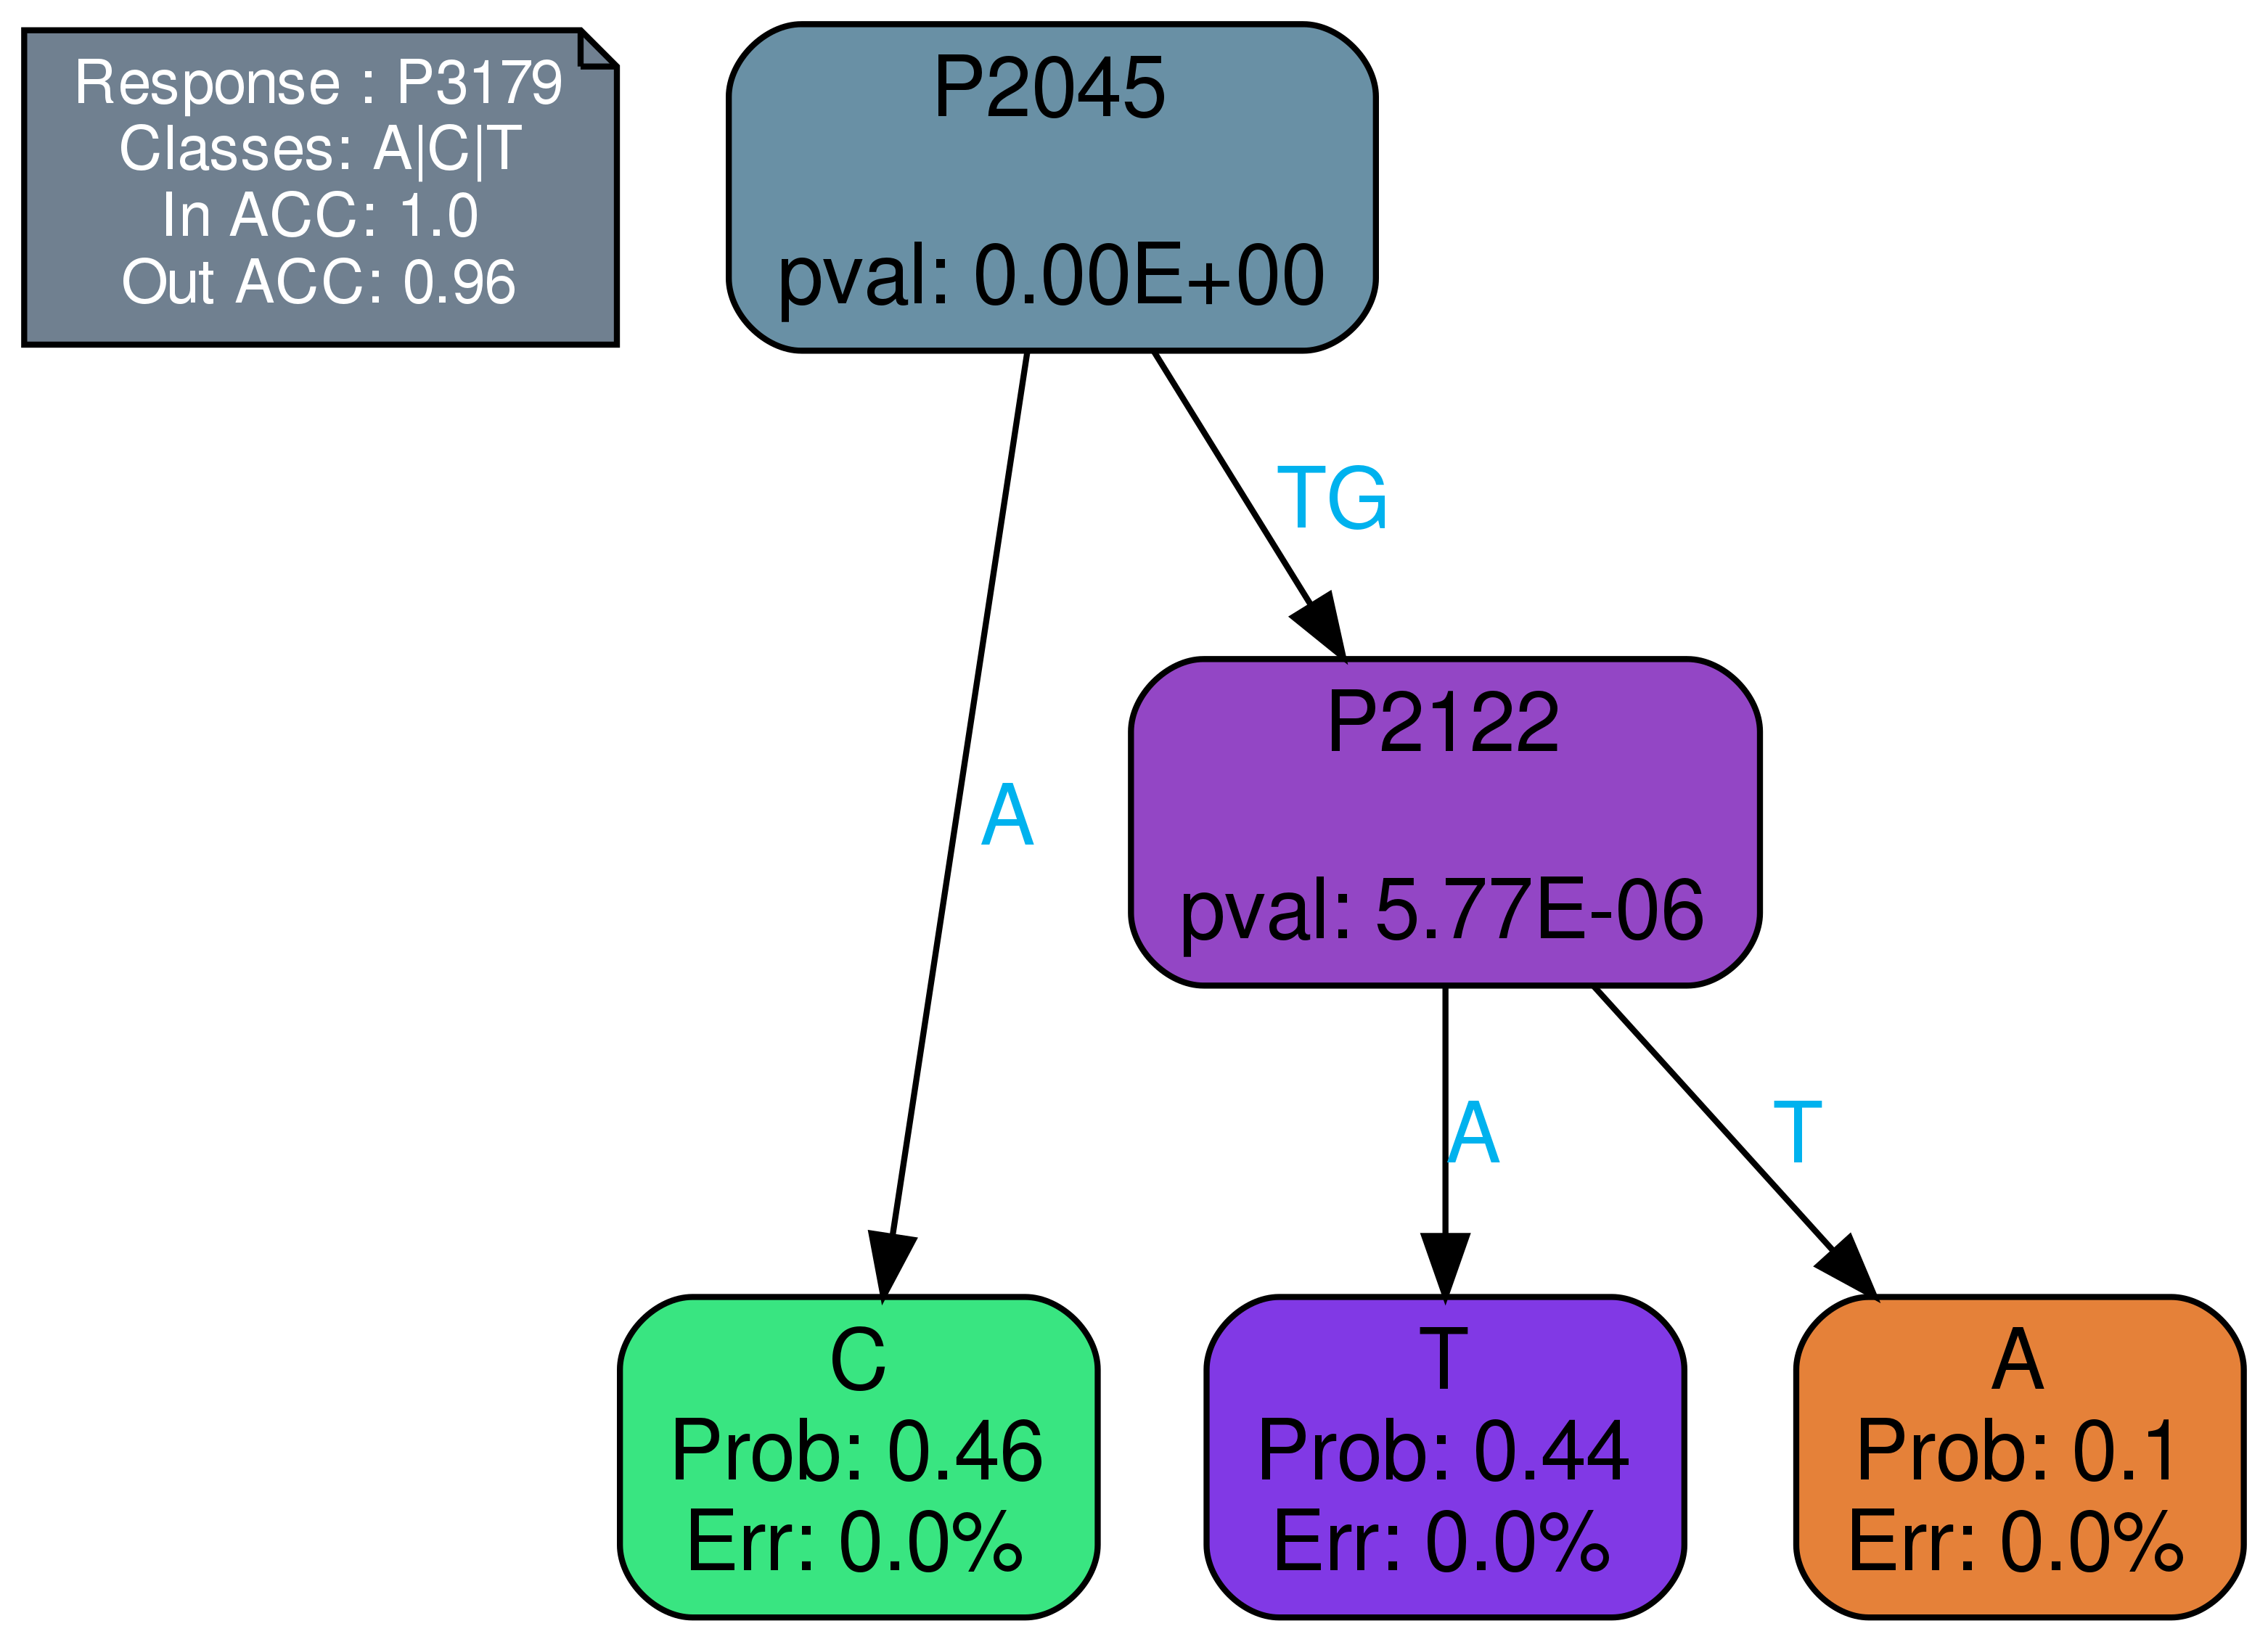 Response : P3179
Classes: A|C|T
In ACC: 1.0
Out ACC: 0.96
P2045
pval: 0.00E+00
TG
A
P2122
pval: 5.77E-06
A
T
C
Prob: 0.46
Err: 0.0%
T
Prob: 0.44
Err: 0.0%
A
Prob: 0.1
Err: 0.0%